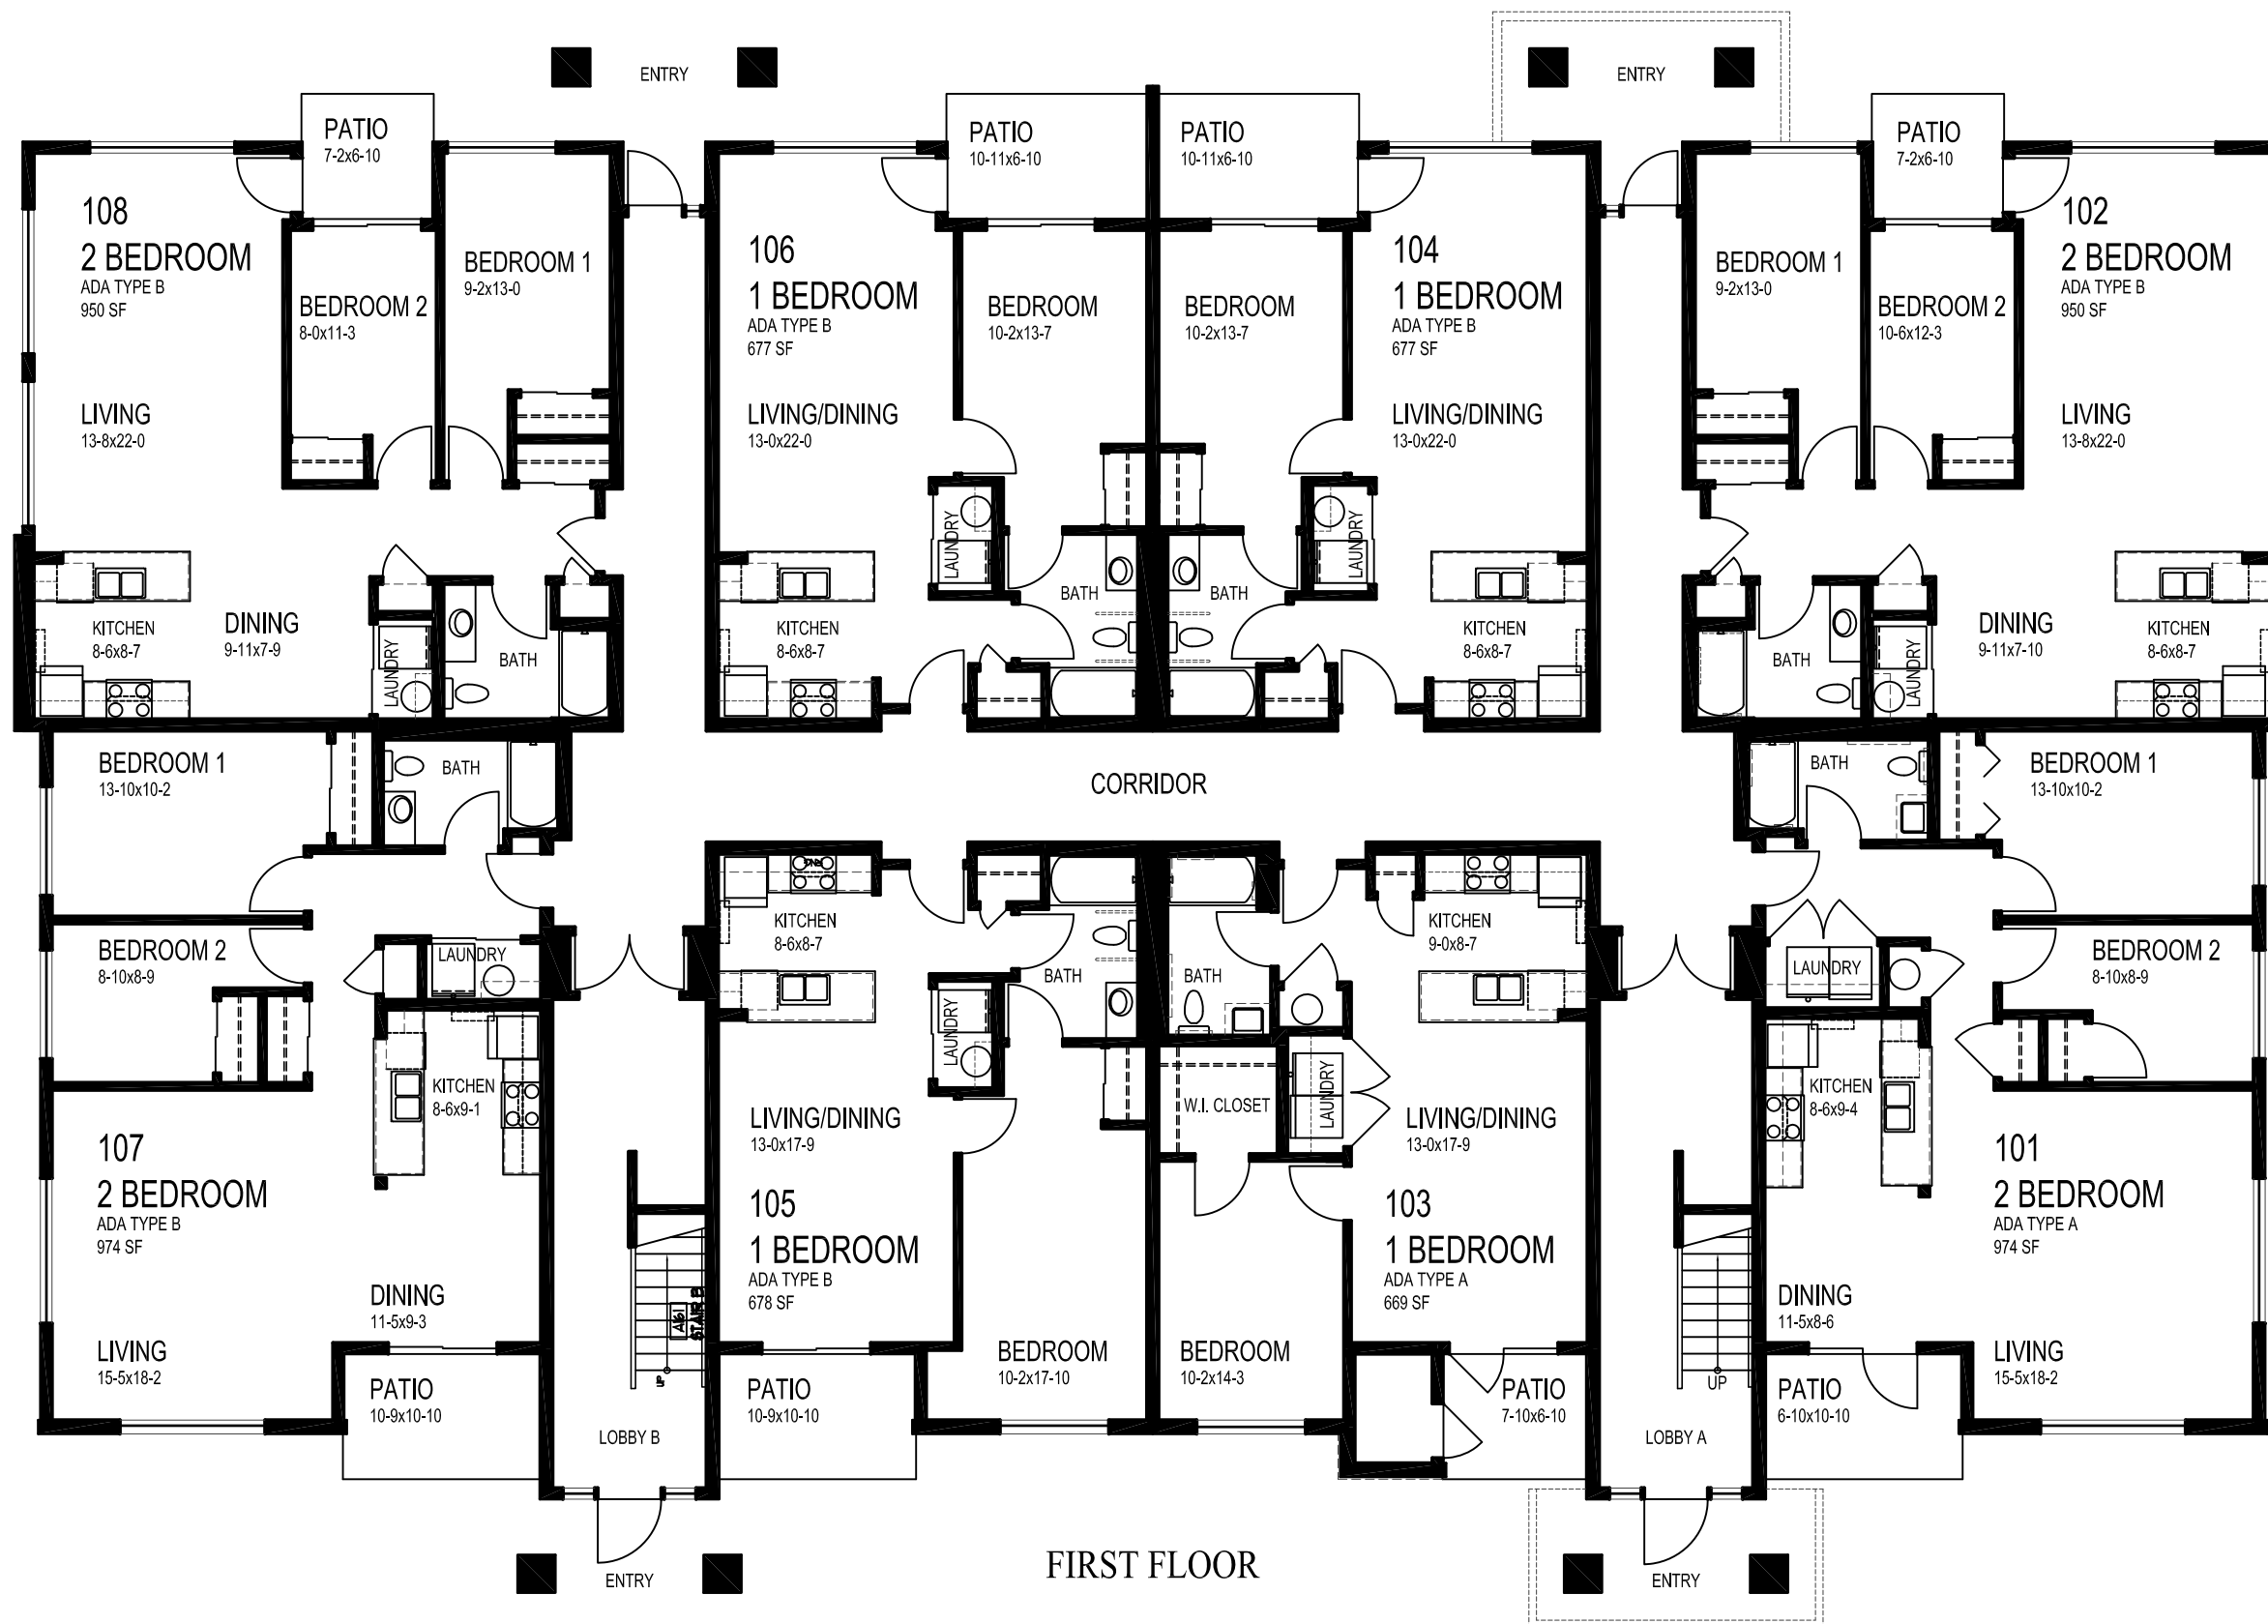 ENTRY
ENTRY
PATIO
7-2x6-10
PATIO
10-11x6-10
PATIO
10-11x6-10
PATIO
7-2x6-10
108
2 BEDROOM
ADA TYPE B
950 SF
BEDROOM 2
8-0x11-3
BEDROOM 1
9-2x13-0
LIVING
13-8x22-0
KITCHEN
8-6x8-7
DINING
9-11x7-9
LAUNDRY
BATH
106
1 BEDROOM
ADA TYPE B
677 SF
BEDROOM
10-2x13-7
LIVING/DINING
13-0x22-0
LAUNDRY
BATH
KITCHEN
8-6x8-7
104
1 BEDROOM
ADA TYPE B
677 SF
BEDROOM
10-2x13-7
LIVING/DINING
13-0x22-0
LAUNDRY
BATH
KITCHEN
8-6x8-7
BEDROOM 1
9-2x13-0
BEDROOM 2
10-6x12-3
102
2 BEDROOM
ADA TYPE B
950 SF
LIVING
13-8x22-0
DINING
9-11x7-10
KITCHEN
8-6x8-7
BATH
LAUNDRY
CORRIDOR
BEDROOM 1
13-10x10-2
BATH
BEDROOM 2
8-10x8-9
LAUNDRY
KITCHEN
8-6x9-1
107
2 BEDROOM
ADA TYPE B
974 SF
DINING
11-5x9-3
LIVING
15-5x18-2
PATIO
10-9x10-10
A161
STAIR B
UP
LOBBY B
KITCHEN
8-6x8-7
BATH
LAUNDRY
LIVING/DINING
13-0x17-9
105
1 BEDROOM
ADA TYPE B
678 SF
BEDROOM
10-2x17-10
PATIO
10-9x10-10
KITCHEN
9-0x8-7
BATH
W.I. CLOSET
LAUNDRY
LIVING/DINING
13-0x17-9
103
1 BEDROOM
ADA TYPE A
669 SF
BEDROOM
10-2x14-3
PATIO
7-10x6-10
UP
LOBBY A
BATH
BEDROOM 1
13-10x10-2
BEDROOM 2
8-10x8-9
LAUNDRY
KITCHEN
8-6x9-4
101
2 BEDROOM
ADA TYPE A
974 SF
DINING
11-5x8-6
LIVING
15-5x18-2
PATIO
6-10x10-10
FIRST FLOOR
ENTRY
ENTRY